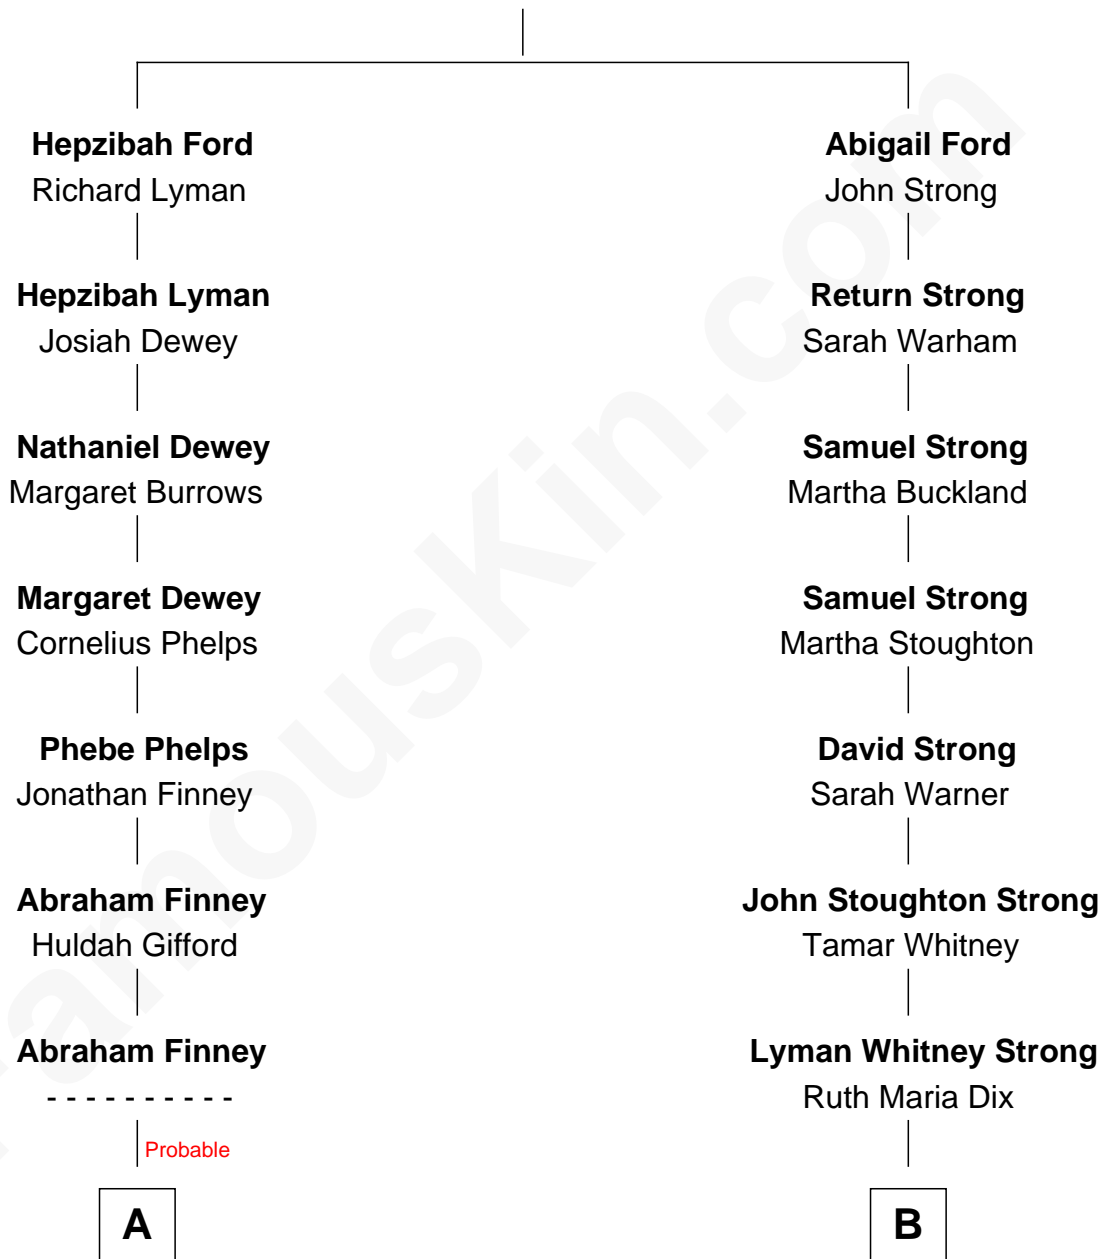 Hepzibah Ford
Richard Lyman
Abigail Ford
John Strong
Hepzibah Lyman
Josiah Dewey
Return Strong
Sarah Warham
Nathaniel Dewey
Margaret Burrows
Samuel Strong
Martha Buckland
Margaret Dewey
Cornelius Phelps
Samuel Strong
Martha Stoughton
Phebe Phelps
Jonathan Finney
David Strong
Sarah Warner
Abraham Finney
Huldah Gifford
John Stoughton Strong
Tamar Whitney
Abraham Finney
- - - - - - - - - -
Lyman Whitney Strong
Ruth Maria Dix
Probable
A
B
FamousKin.com